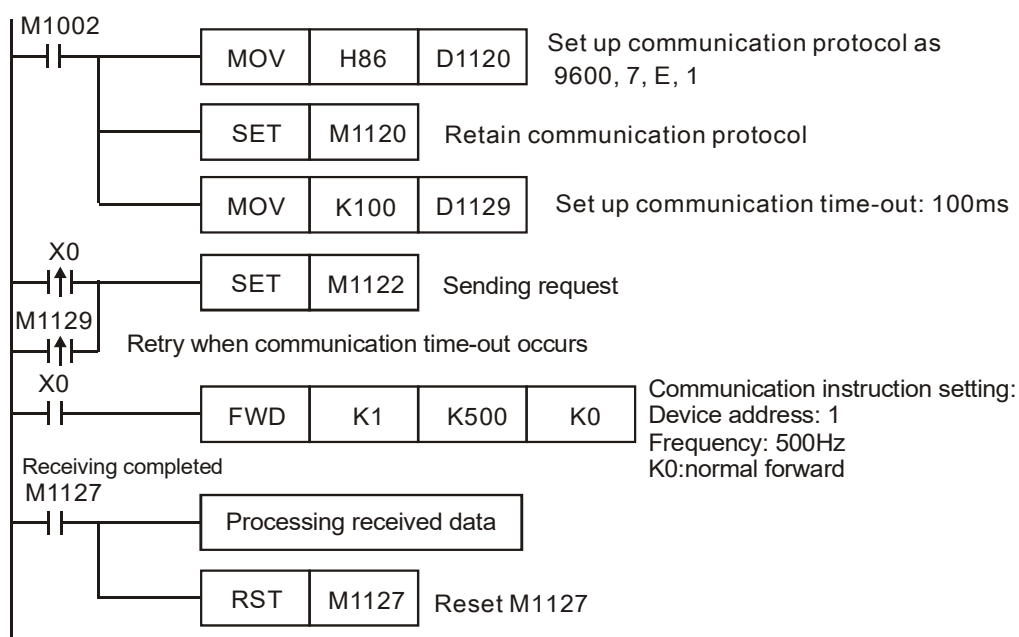 M1002
MOV H86 D1120 Set up communication protocol as
9600, 7, E, 1
SET M1120 Retain communication protocol
MOV K100 D1129 Set up communication time-out: 100ms
X0
SET M1122 Sending request
M1129
Retry when communication time-out occurs
X0
FWD K1 K500 K0
Communication instruction setting:
Device address: 1
Frequency: 500Hz
K0:normal forward
Receiving completed
M1127
Processing received data
RST M1127 Reset M1127